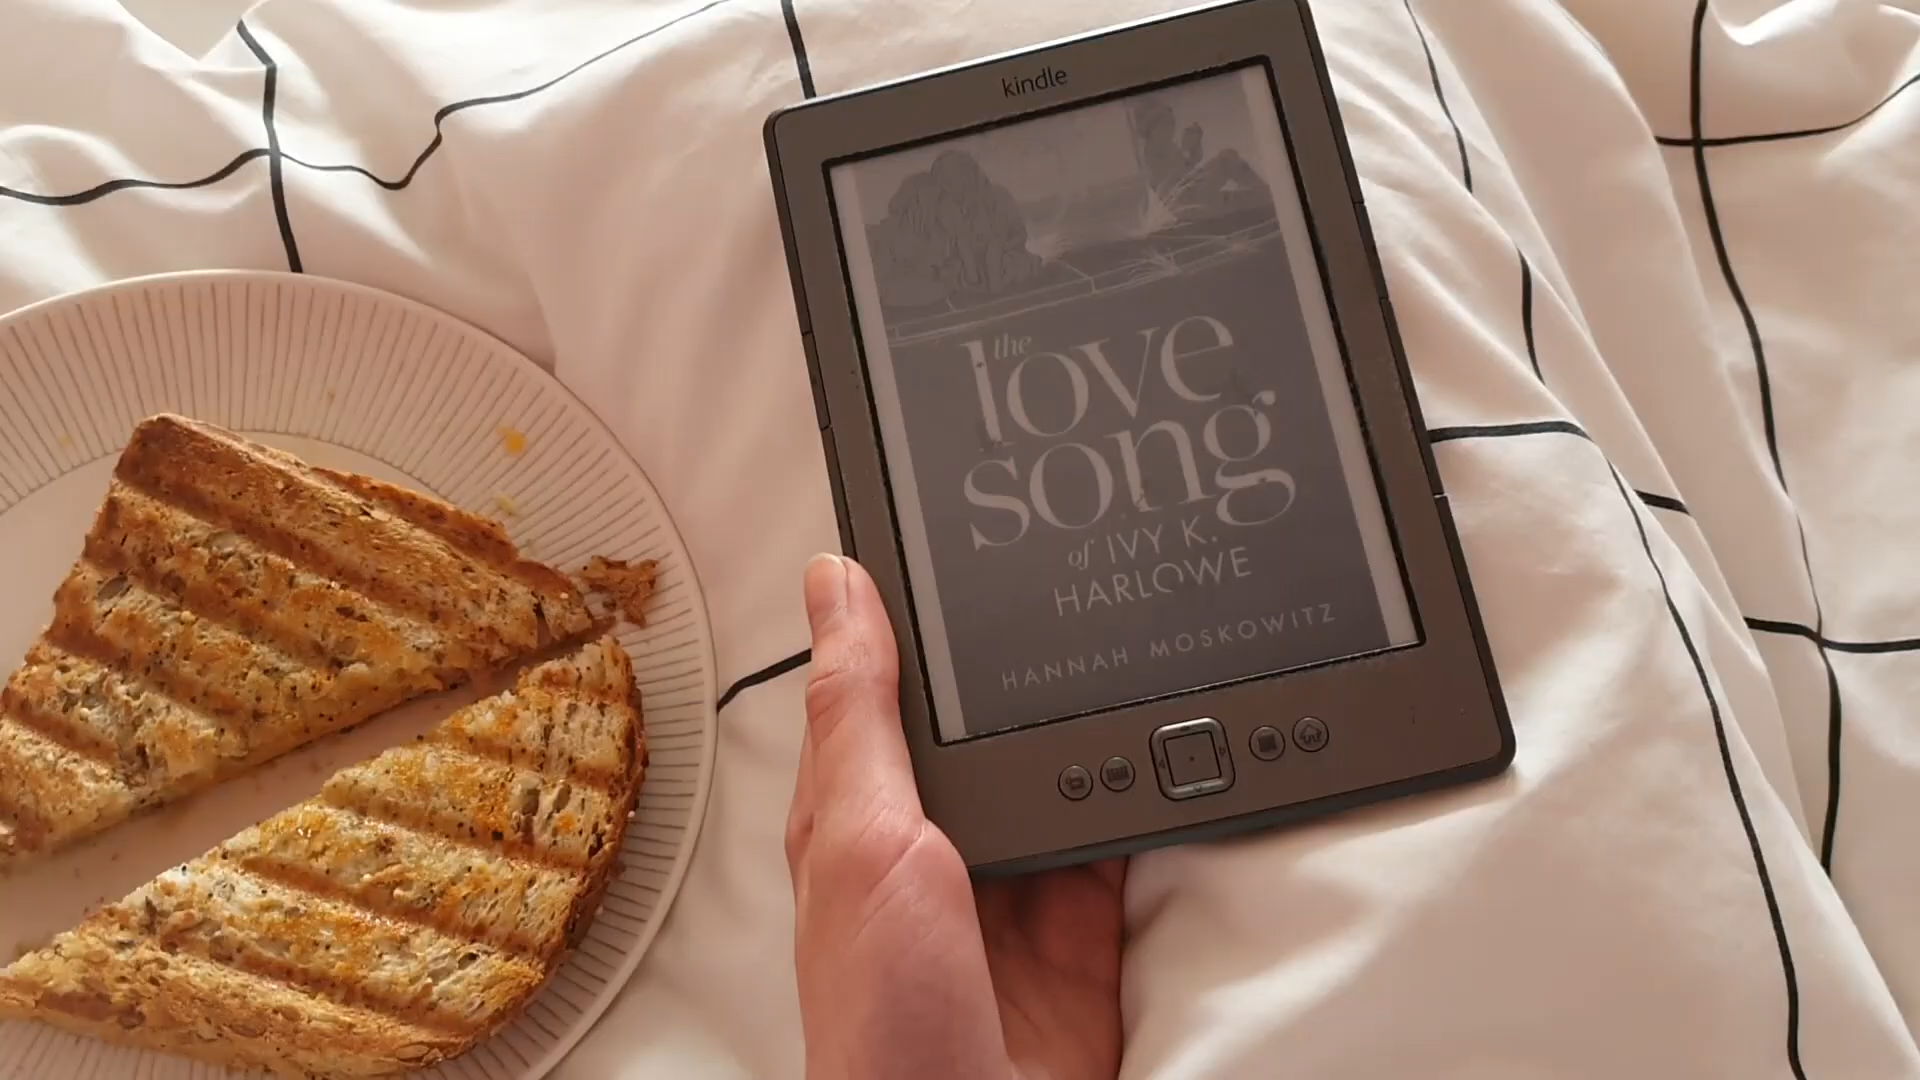 kindle
the
love
song
of IVY K.
HARLOWE
HANNAH MOSKOWITZ